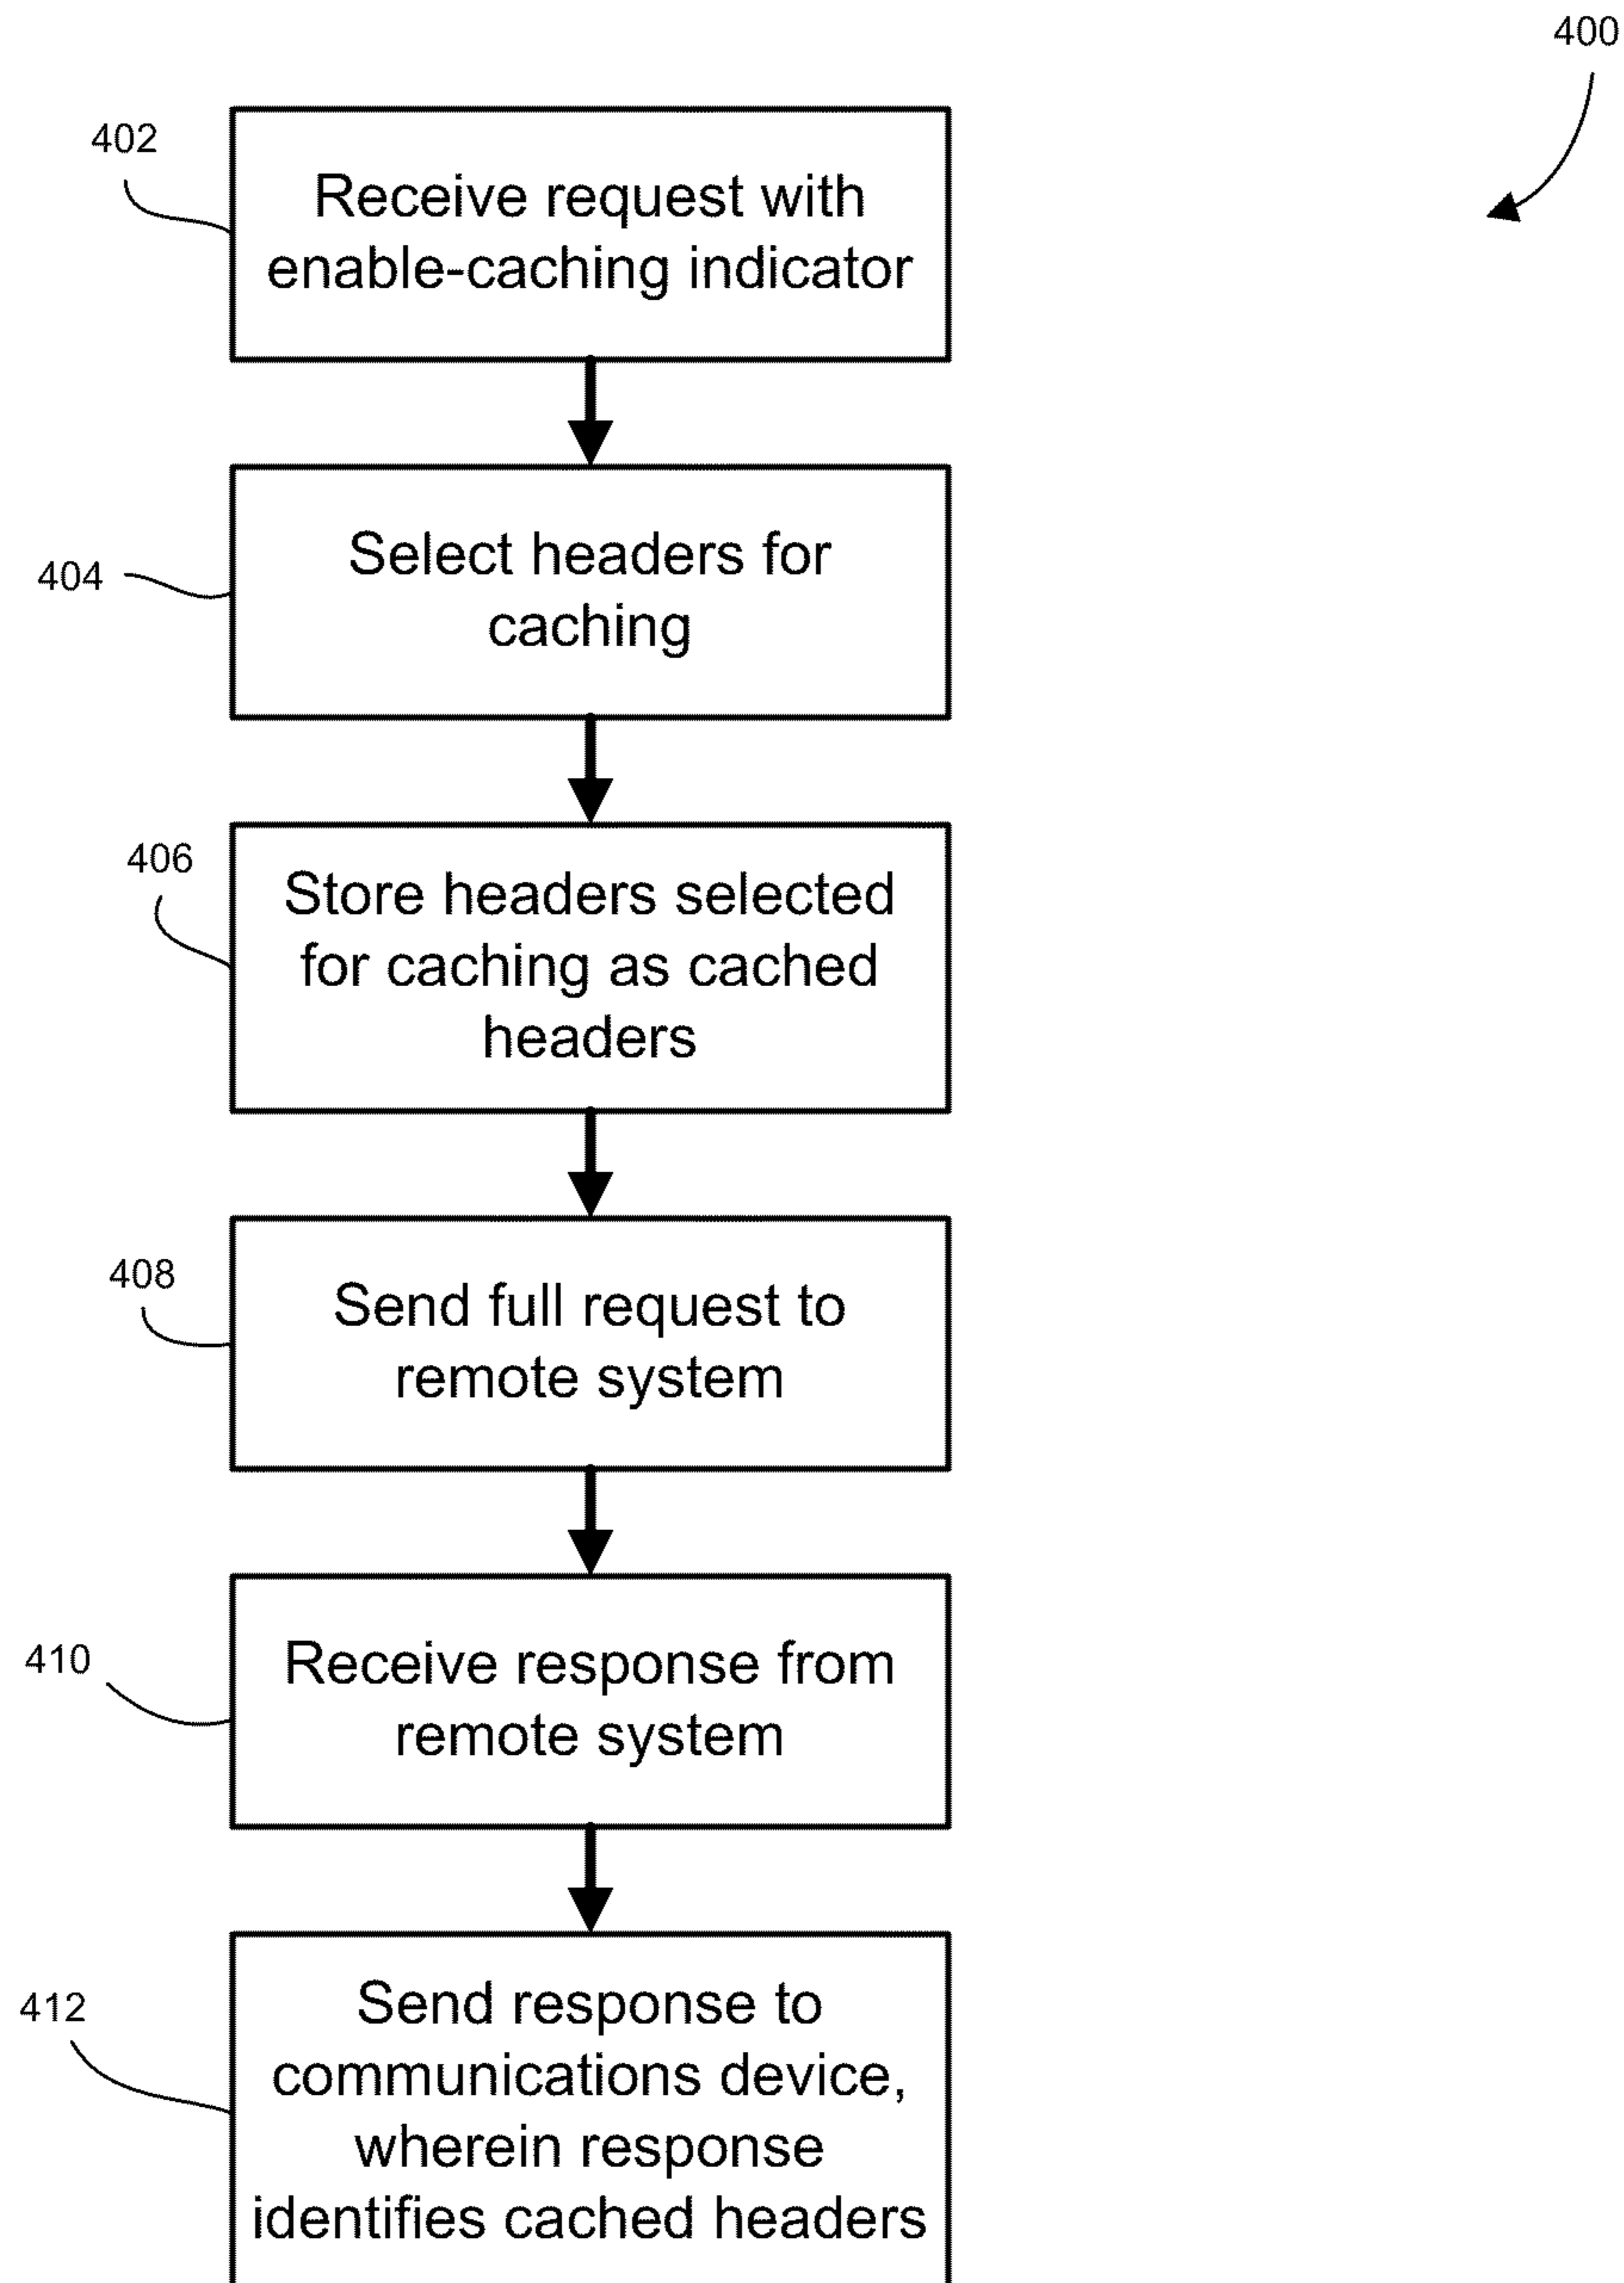 400
402
Receive request with
enable-caching indicator
404
Select headers for
caching
406
Store headers selected
for caching as cached
headers
408
Send full request to
remote system
410
Receive response from
remote system
412
Send response to
communications device,
wherein response
identifies cached headers